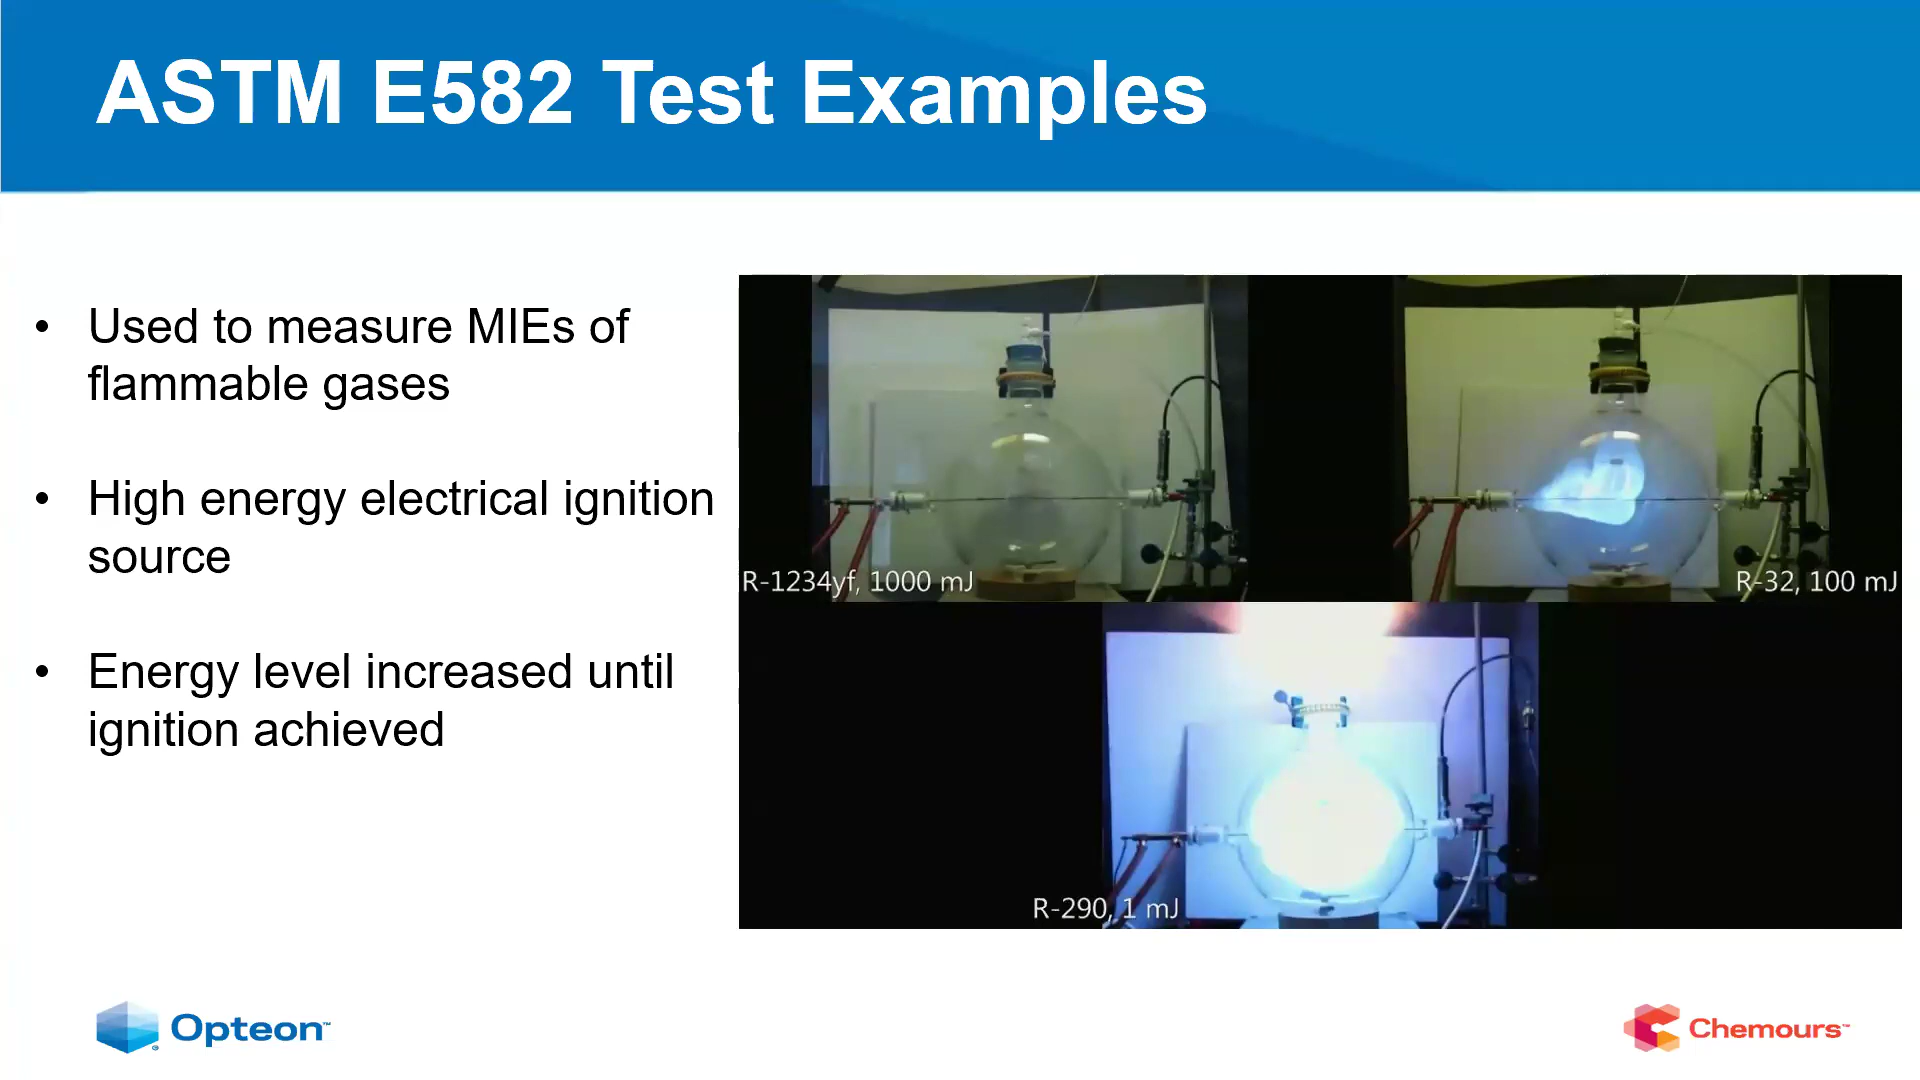 ASTM E582 Test Examples
• Used to measure MIEs of
flammable gases
• High energy electrical ignition
source
• Energy level increased until
ignition achieved
R-1234yf, 1000 mJ
R-32, 100 mJ
R-290, 1 mJ
Opteon™
Chemours™